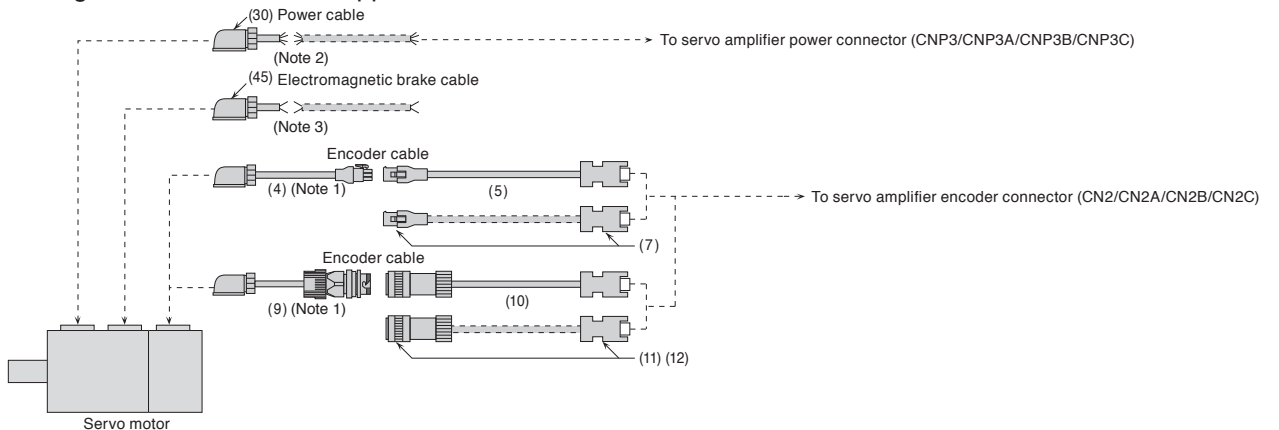 (30) Power cable
To servo amplifier power connector (CNP3/CNP3A/CNP3B/CNP3C)
(Note 2)
(45) Electromagnetic brake cable
(Note 3)
Encoder cable
(4) (Note 1)
(5)
To servo amplifier encoder connector (CN2/CN2A/CN2B/CN2C)
(7)
Encoder cable
(9) (Note 1)
(10)
(11) (12)
Servo motor